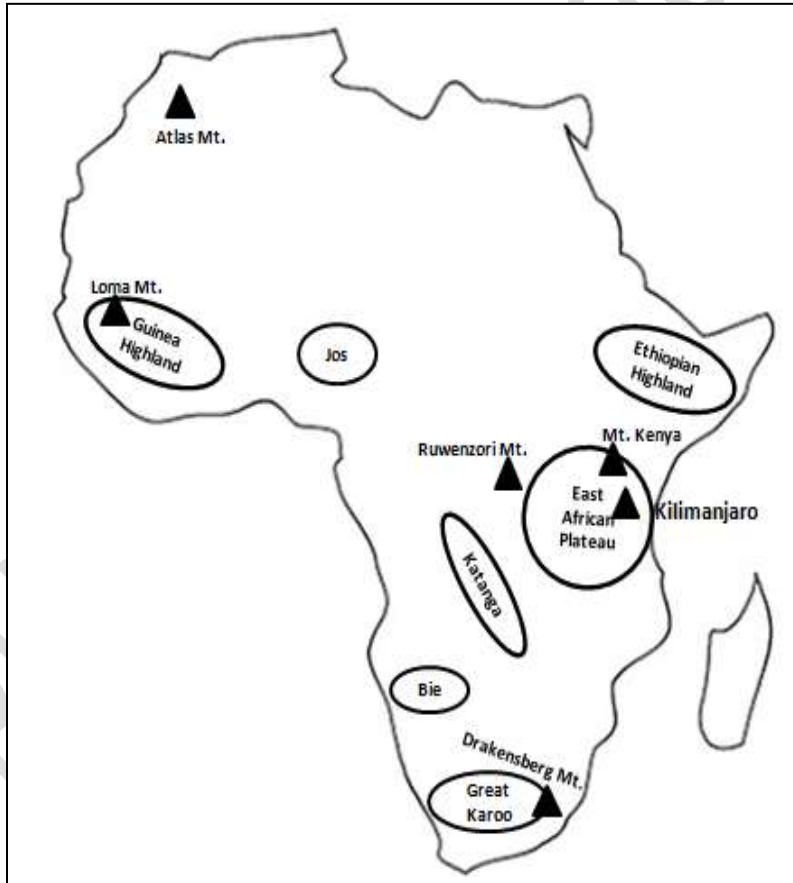 Atlas Mt.
Loma Mt.
Guinea
Highland
Jos
Ethiopian
Highland
Mt. Kenya
Ruwenzori Mt.
East
African
Plateau
Kilimanjaro
Katanga
Bie
Drakensberg Mt.
Great
Karoo